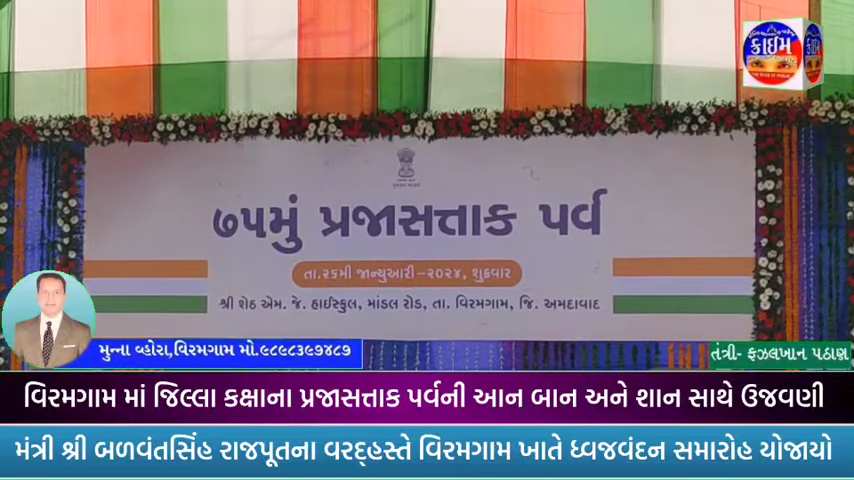 ક્રાઇમ
૭૫મું પ્રજાસત્તાક પર્વ
તા.૨૬મી જાન્યુઆરી-૨૦૨૪, શુક્રવાર
શ્રી શેઠ એમ. જે. હાઈસ્કુલ, માંડલ રોડ, તા. વિરમગામ, જિ. અમદાવાદ
મુન્ના વ્હોરા,વિરમગામ મો.૯૮૯૮૩૯૭૪૮૭
તંત્રી- ફઝલખાન પઠાણ
વિરમગામ માં જિલ્લા કક્ષાના પ્રજાસત્તાક પર્વની આન બાન અને શાન સાથે ઉજવણી
મંત્રી શ્રી બળવંતસિંહ રાજપૂતના વરદ્હસ્તે વિરમગામ ખાતે ધ્વજવંદન સમારોહ યોજાયો